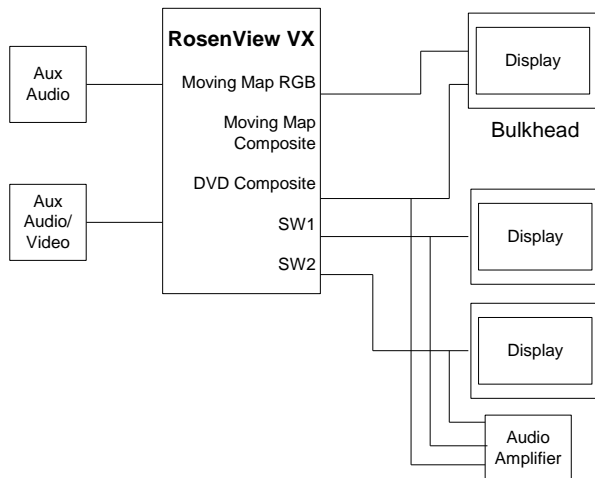 RosenView VX
Aux
Audio
Moving Map RGB
Display
Bulkhead
Moving Map
Composite
DVD Composite
Aux
Audio/
Video
SW1
Display
SW2
Display
Audio
Amplifier